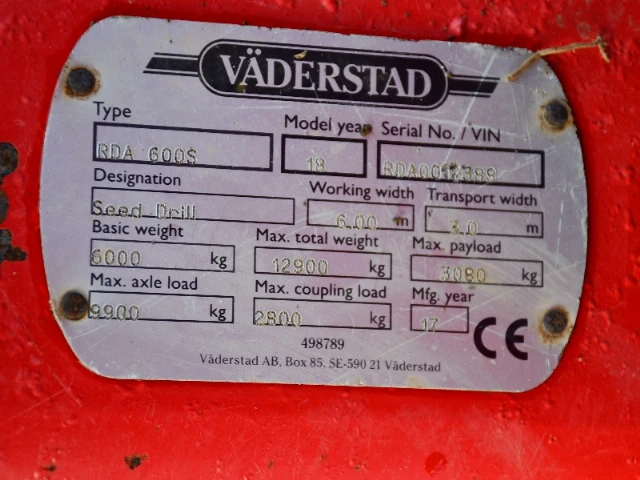 VÄDERSTAD
Type Model year Serial No. / VIN
RDA 600S 18
Designation Working width Transport width
Seed Drill 6,00 m 3,0 m
Basic weight Max. total weight Max. payload
6000 kg 12900 kg 3080 kg
Max. axle load Max. coupling load Mfg. year
9900 kg 2800 kg 17 CE
498789
Väderstad AB, Box 85, SE-590 21 Väderstad